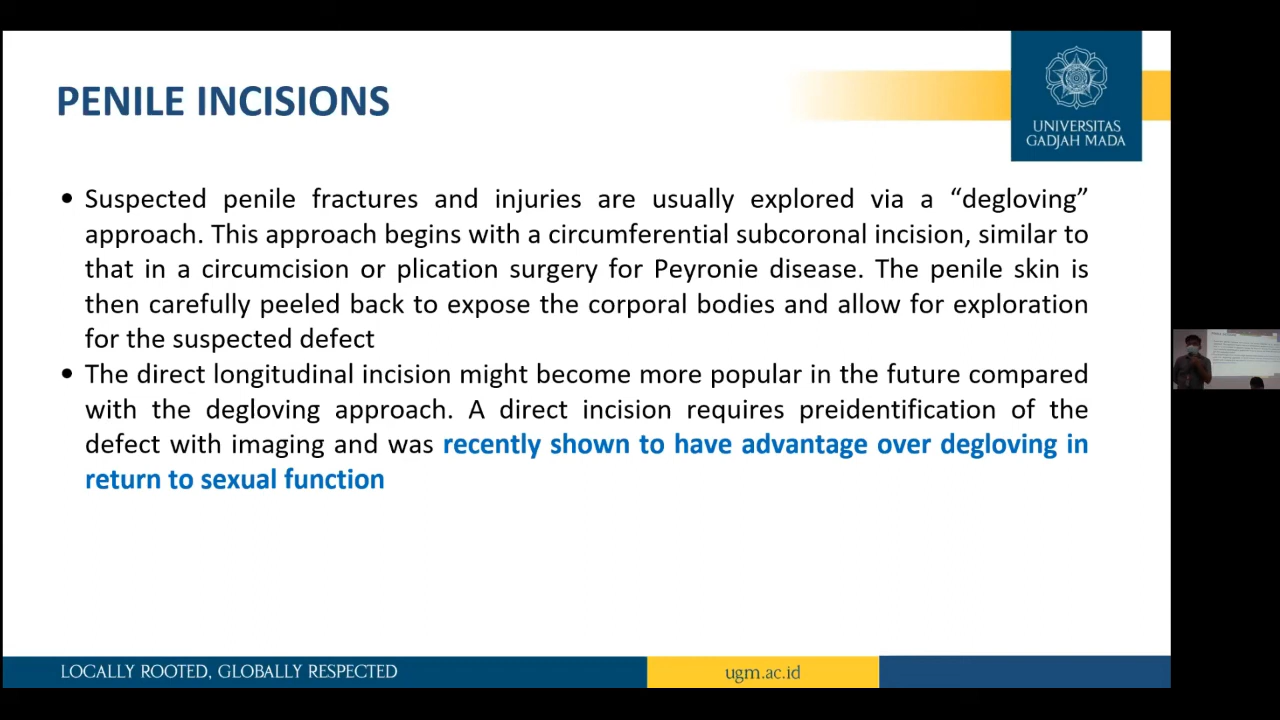 PENILE INCISIONS
UNIVERSITAS
GADJAH MADA
• Suspected penile fractures and injuries are usually explored via a “degloving”
approach. This approach begins with a circumferential subcoronal incision, similar to
that in a circumcision or plication surgery for Peyronie disease. The penile skin is
then carefully peeled back to expose the corporal bodies and allow for exploration
for the suspected defect
• The direct longitudinal incision might become more popular in the future compared
with the degloving approach. A direct incision requires preidentification of the
defect with imaging and was recently shown to have advantage over degloving in
return to sexual function
LOCALLY ROOTED, GLOBALLY RESPECTED
ugm.ac.id